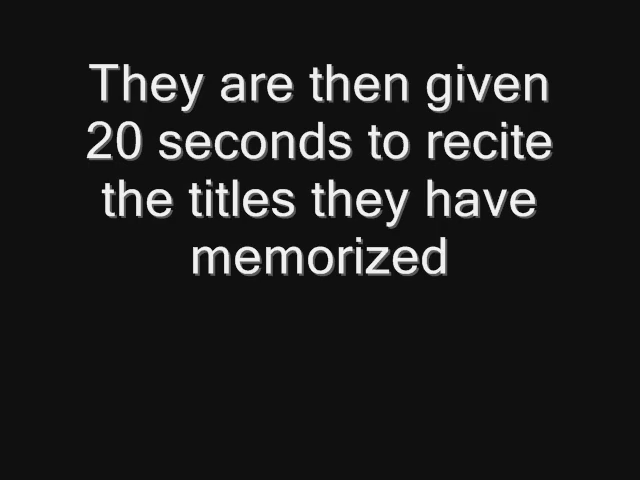 They are then given
20 seconds to recite
the titles they have
memorized